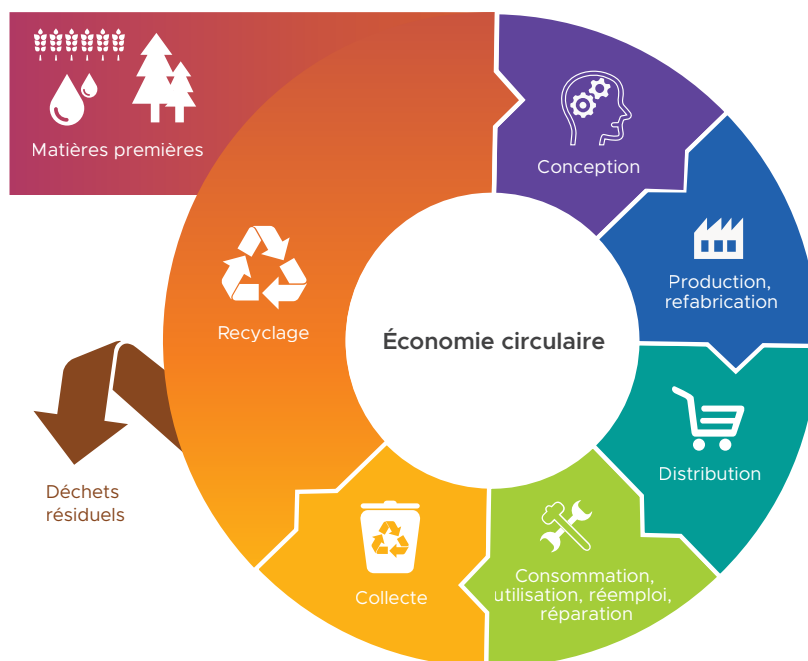 Matières premières
Conception
Production,
refabrication
Recyclage
Économie circulaire
Distribution
Déchets
résiduels
Consommation,
utilisation, réemploi,
réparation
Collecte